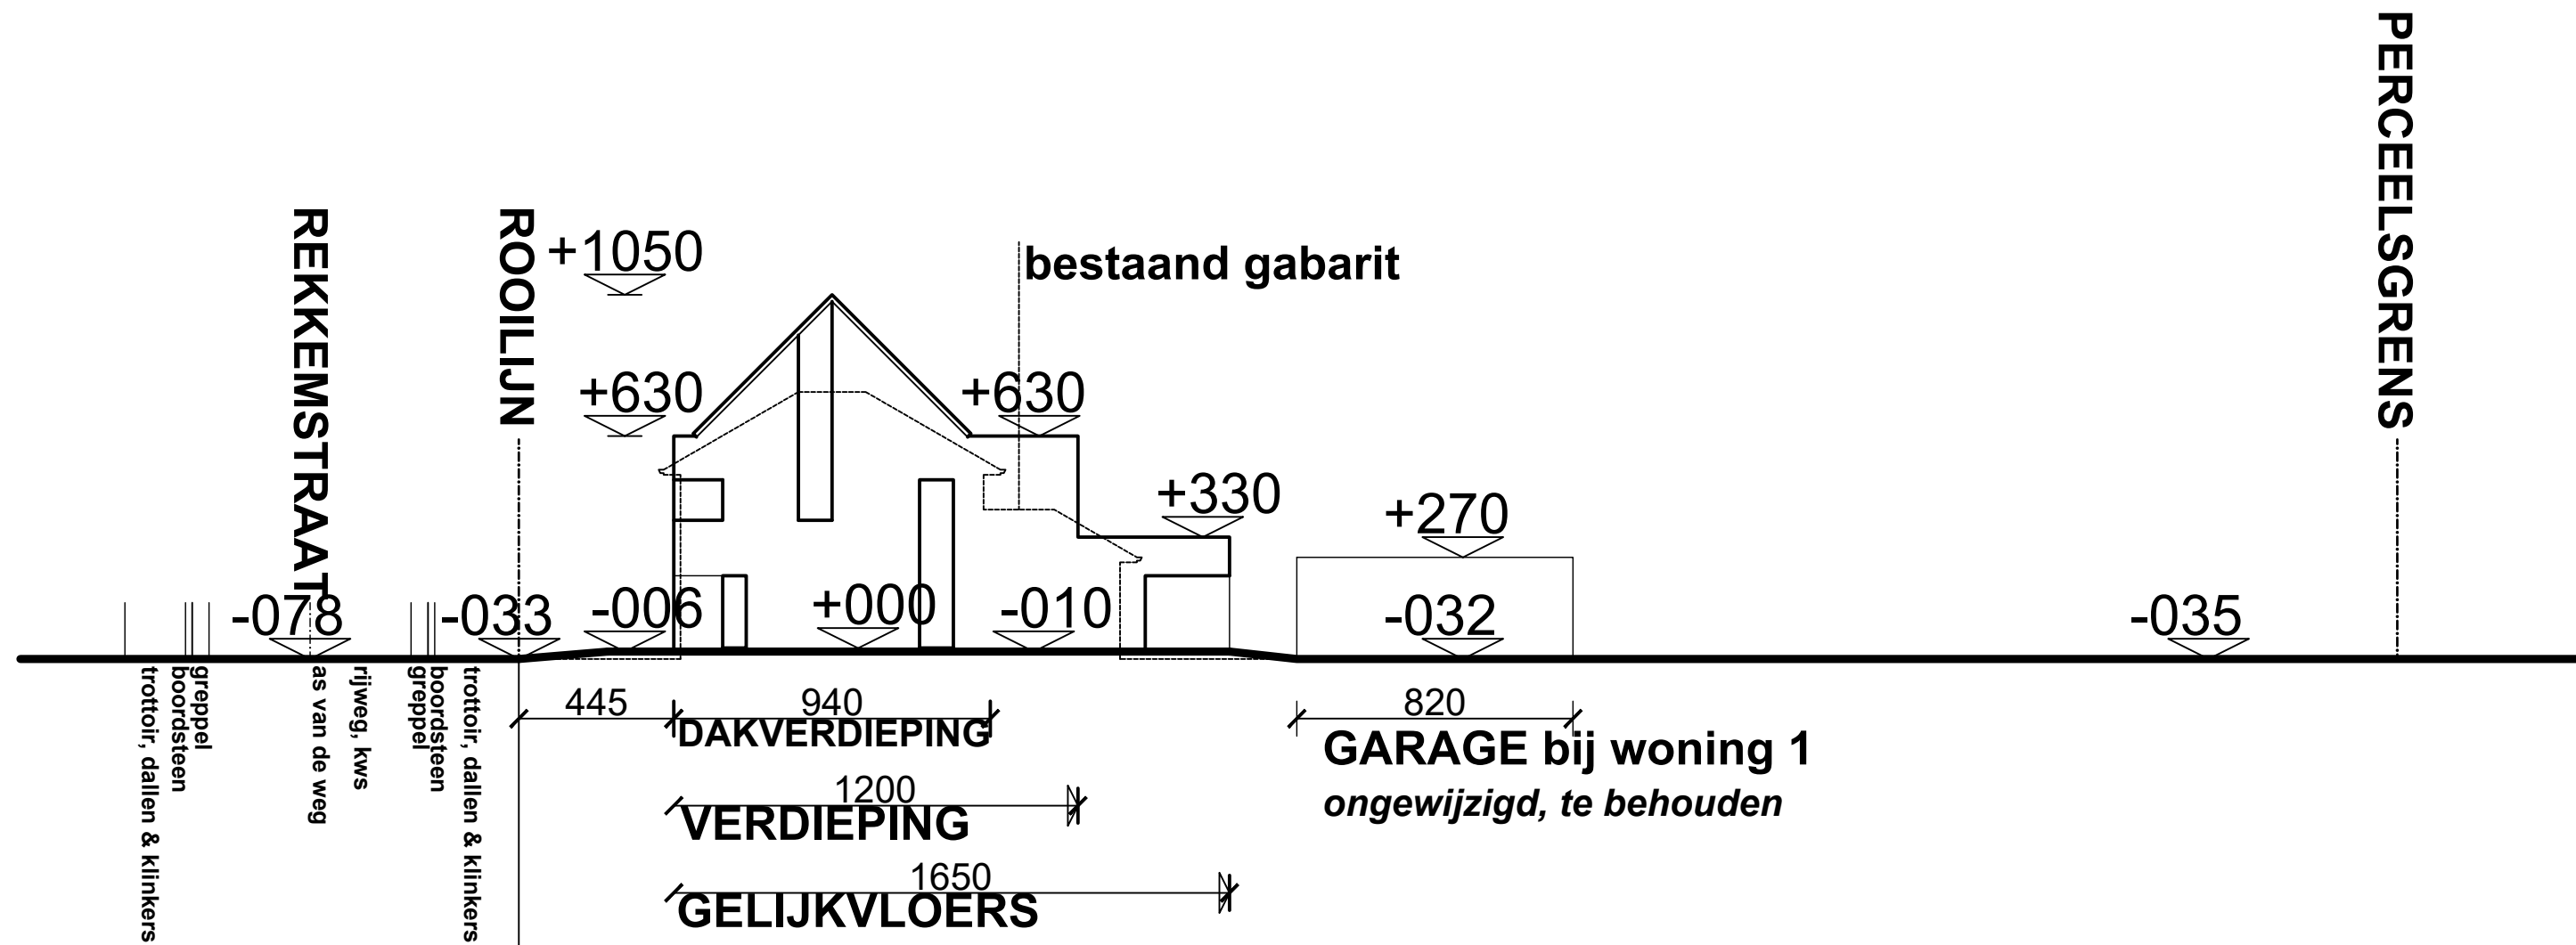 PERCEELSGRENS
REKKEMSTRAAT
ROOILIJN
+1050
bestaand gabarit
+630
+630
+330
+270
-078
-033
-006
+000
-010
-032
-035
trottoir, dallen & klinkers
boordsteen
greppel
as van de weg
rijweg, kws
greppel
boordsteen
trottoir, dallen & klinkers
445
940
820
DAKVERDIEPING
GARAGE bij woning 1
1200
ongewijzigd, te behouden
VERDIEPING
1650
GELIJKVLOERS